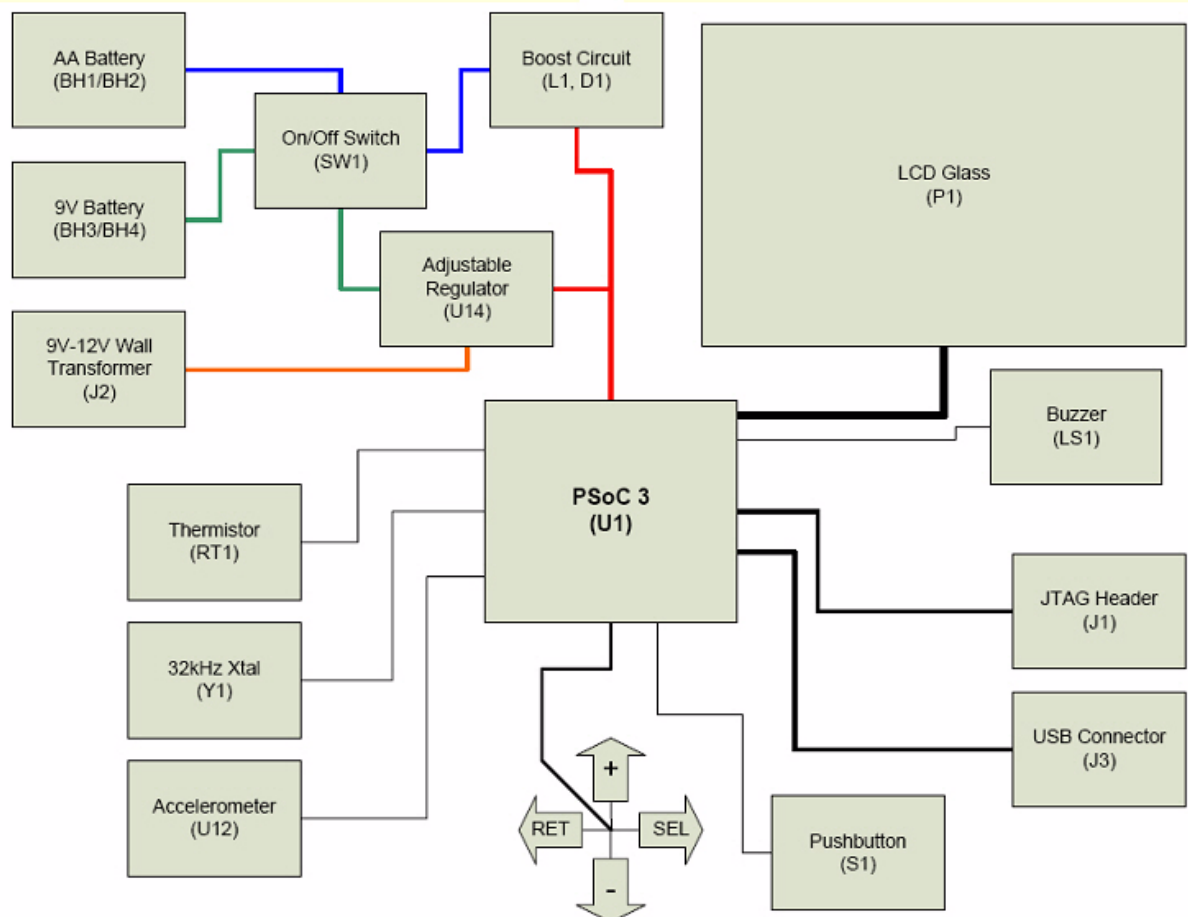 AA Battery
(BH1/BH2)
Boost Circuit
(L1, D1)
On/Off Switch
(SW1)
LCD Glass
(P1)
9V Battery
(BH3/BH4)
Adjustable
Regulator
(U14)
9V-12V Wall
Transformer
(J2)
Buzzer
(LS1)
PSoC 3
(U1)
Thermistor
(RT1)
JTAG Header
(J1)
32kHz Xtal
(Y1)
USB Connector
(J3)
Accelerometer
(U12)
+
RET
SEL
-
Pushbutton
(S1)